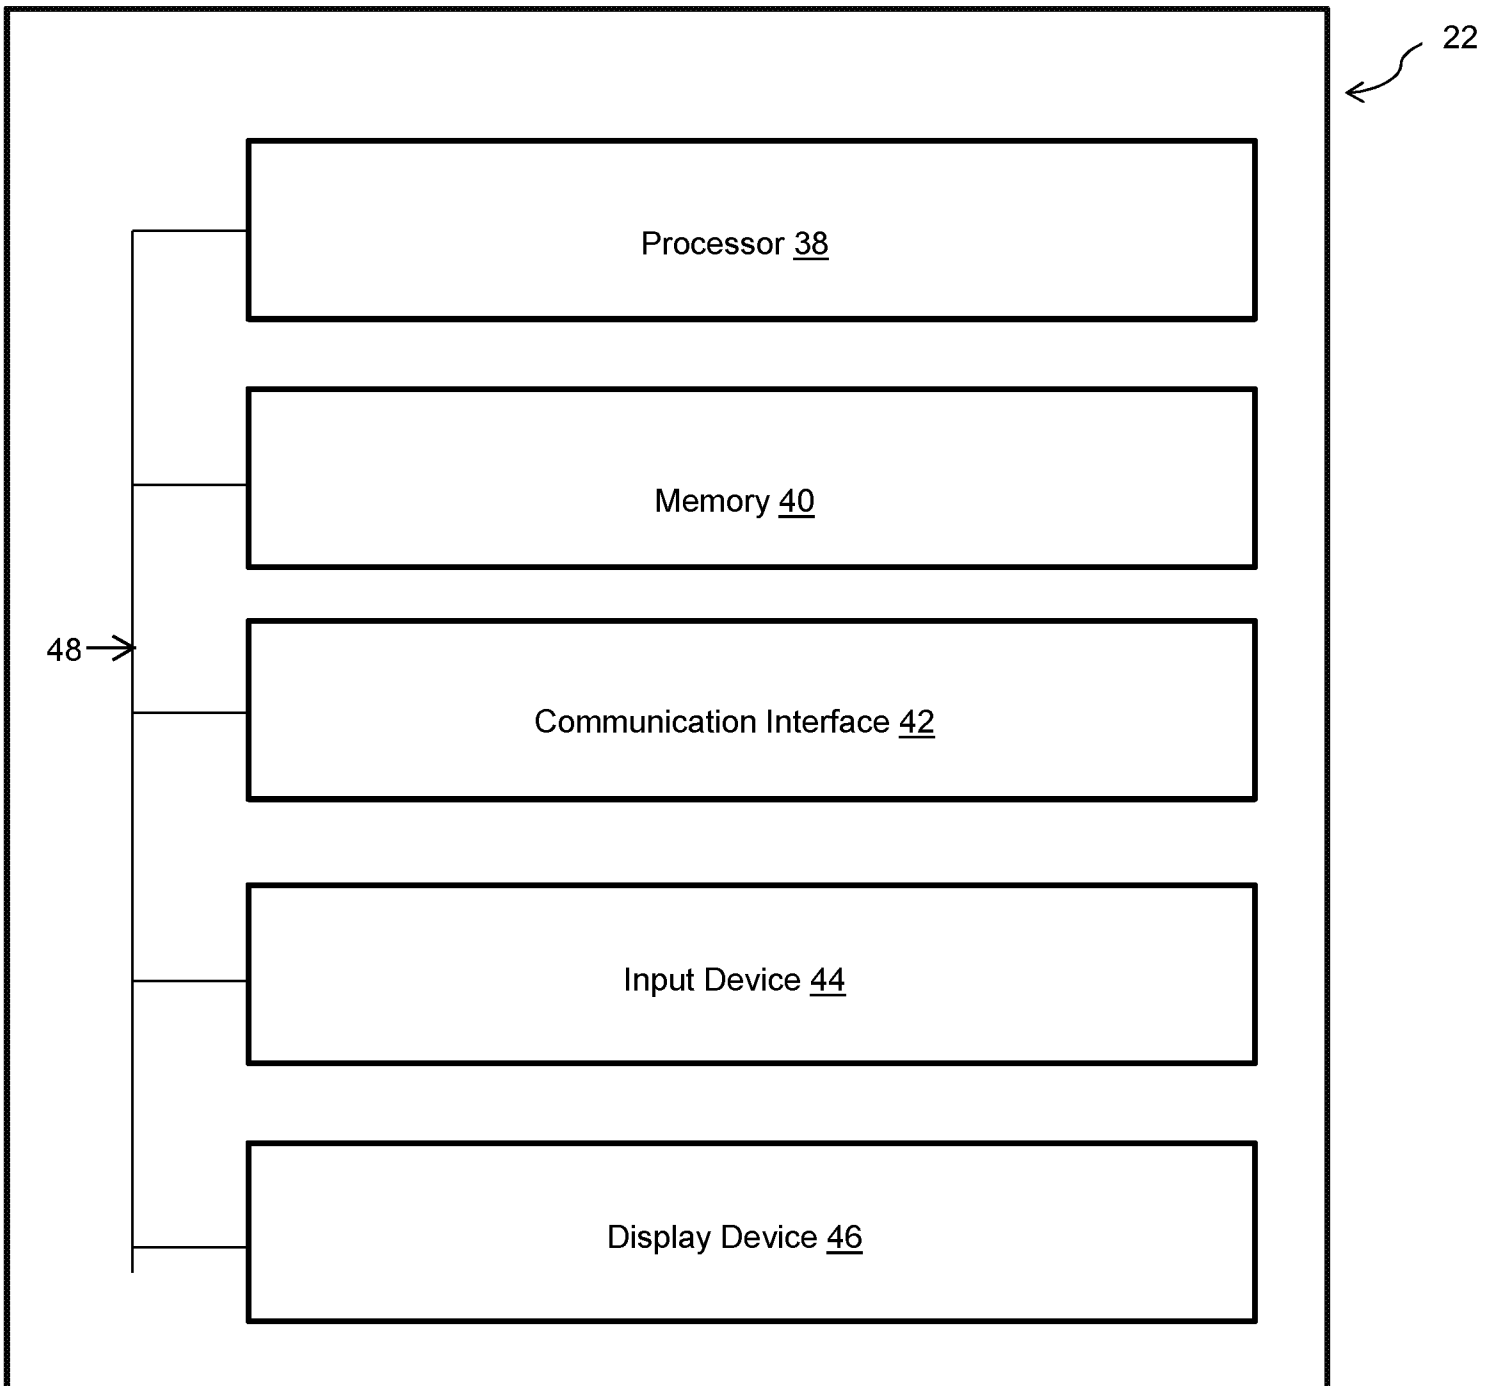 22
Processor 38
Memory 40
48
Communication Interface 42
Input Device 44
Display Device 46